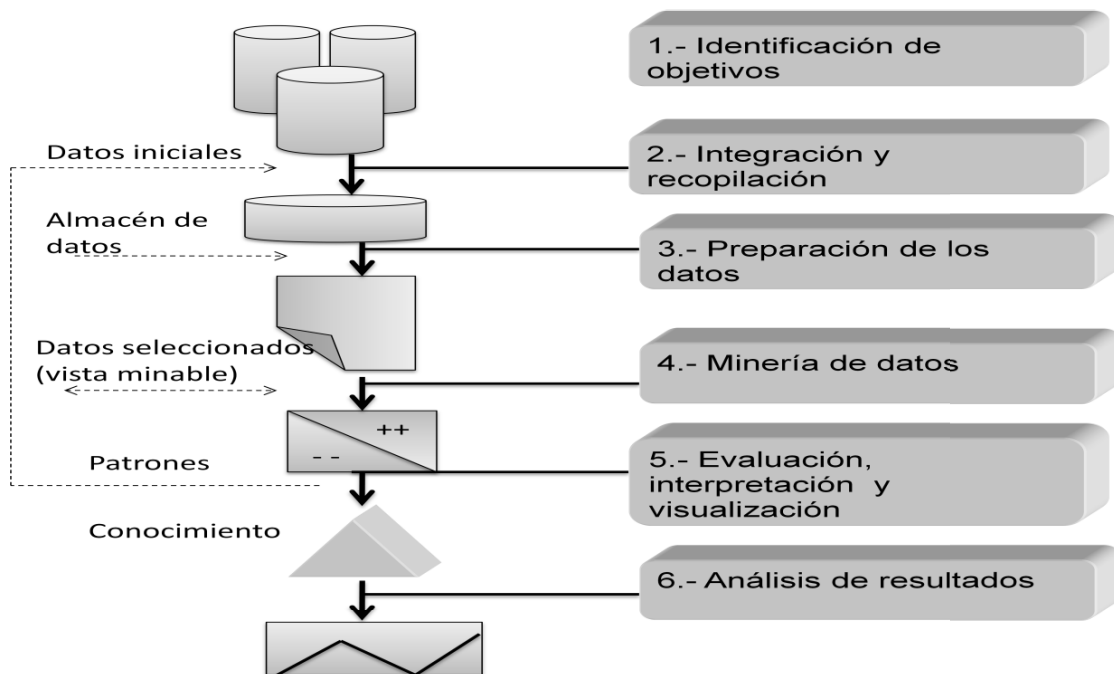 1.- Identificación de
objetivos
Datos iniciales
2.- Integración y
recopilación
Almacén de
datos
3.- Preparación de los
datos
Datos seleccionados
(vista minable)
4.- Minería de datos
++
- -
Patrones
5.- Evaluación,
interpretación y
visualización
Conocimiento
6.- Análisis de resultados